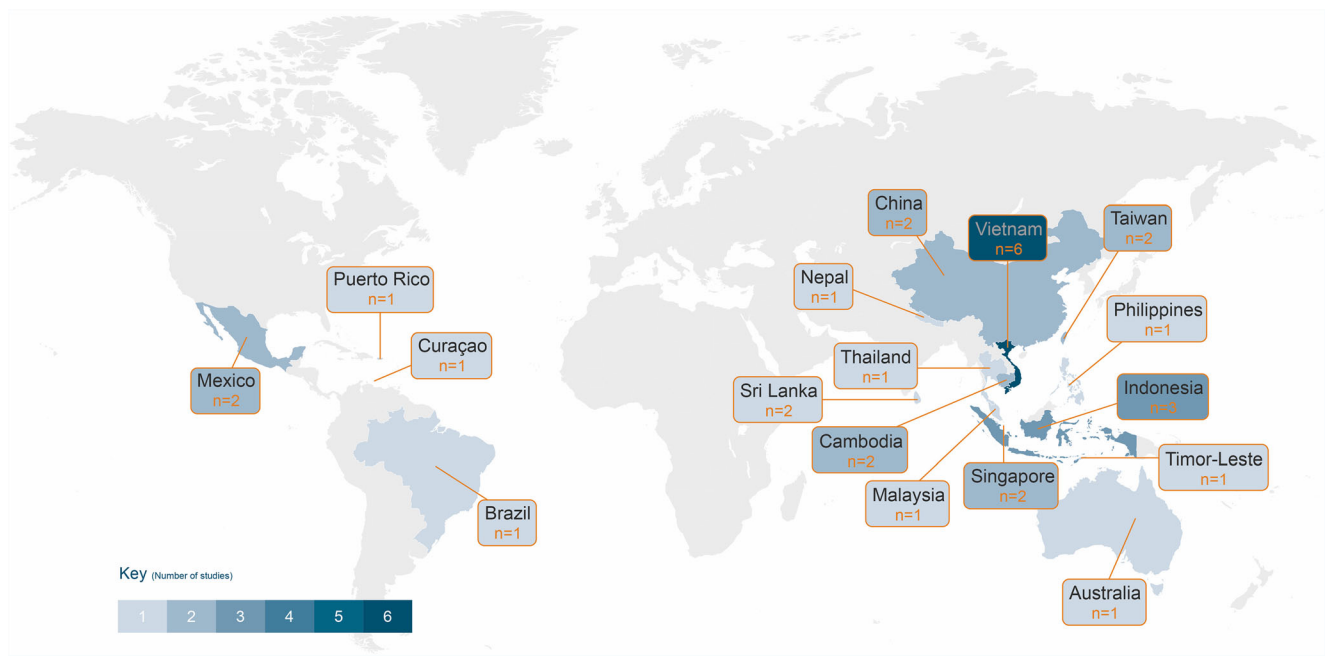 China
n=2
Vietnam
n=6
Taiwan
n=2
Puerto Rico
n=1
Nepal
n=1
Philippines
n=1
Curaçao
n=1
Thailand
n=1
Mexico
n=2
Sri Lanka
n=2
Indonesia
n=3
Cambodia
n=2
Timor-Leste
n=1
Singapore
n=2
Malaysia
n=1
Brazil
n=1
Key (Number of studies)
1 2 3 4 5 6
Australia
n=1